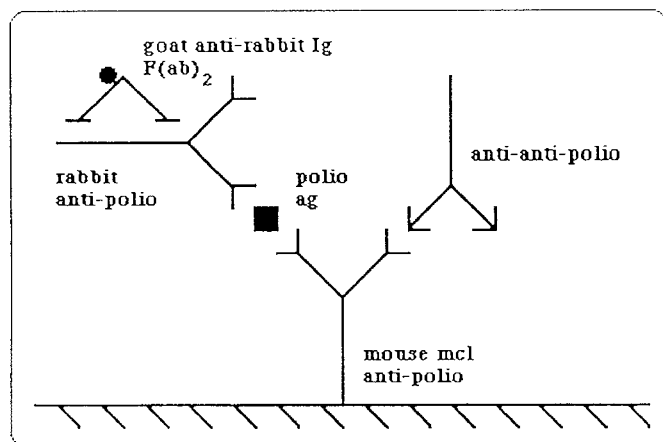 goat anti-rabbit Ig
F(ab)2
anti-anti-polio
rabbit
anti-polio
polio
ag
mouse mcl
anti-polio